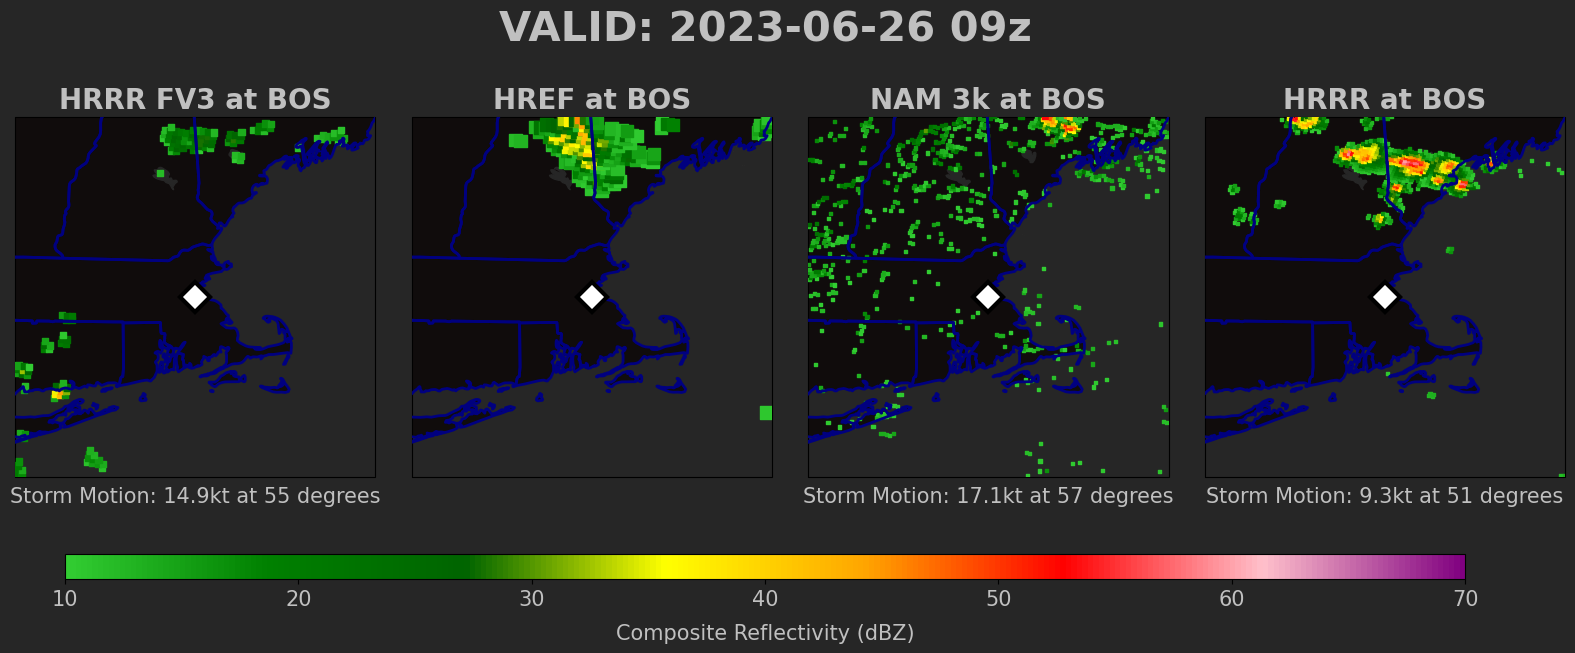 VALID: 2023-06-26 09z
HRRR FV3 at BOS
HREF at BOS
NAM 3k at BOS
HRRR at BOS
Storm Motion: 14.9kt at 55 degrees
Storm Motion: 17.1kt at 57 degrees
Storm Motion: 9.3kt at 51 degrees
10 20 30 40 50 60 70
Composite Reflectivity (dBZ)